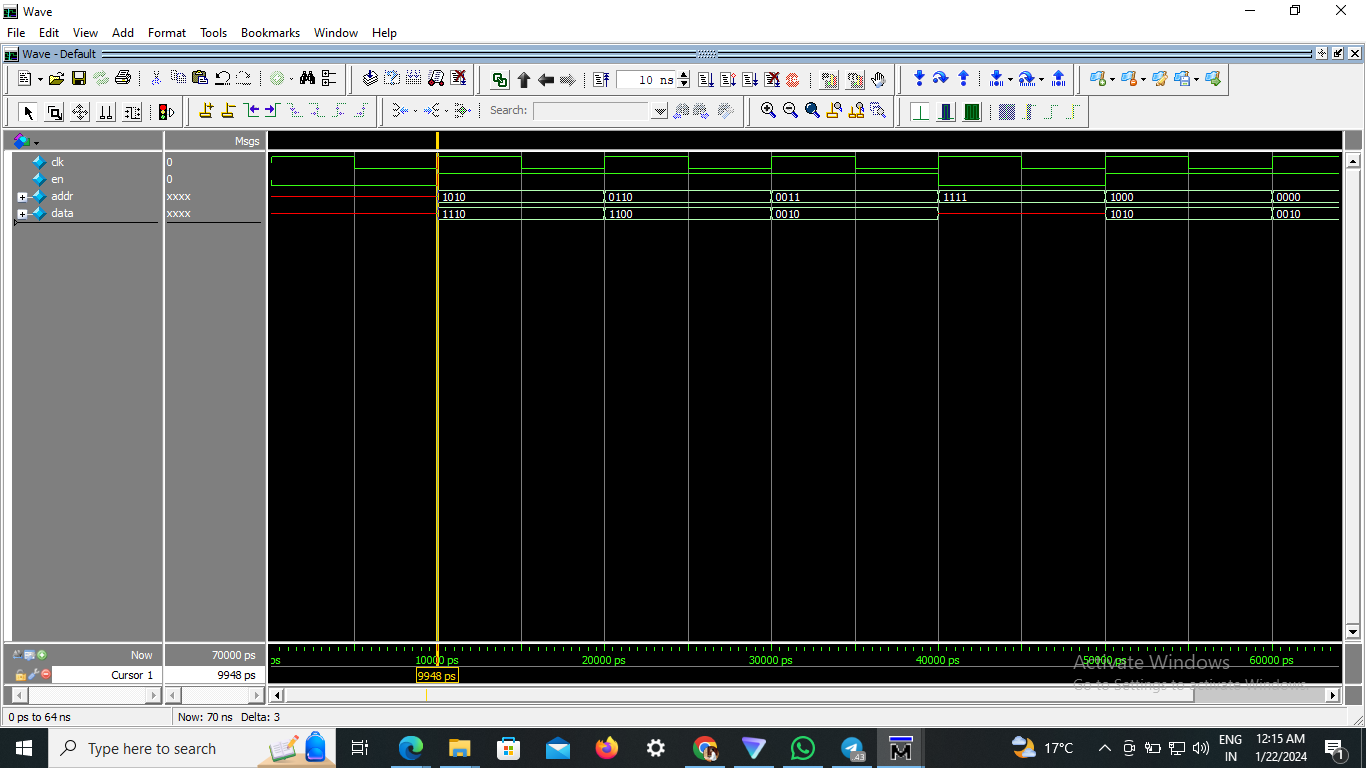 Wave
File Edit View Add Format Tools Bookmarks Window Help
Wave - Default
10 ns
Search:
Msgs
clk 0
en 0
addr xxxx 1010 0110 0011 1111 1000 0000
data xxxx 1110 1100 0010 1010 0010
Now 70000 ps ps 10000 ps 20000 ps 30000 ps 40000 ps 50000 ps 60000 ps
Cursor 1 9948 ps 9948 ps
Activate Windows
Go to Settings to activate Windows.
0 ps to 64 ns Now: 70 ns Delta: 3
Type here to search
43
17°C
ENG
IN
12:15 AM
1/22/2024
1